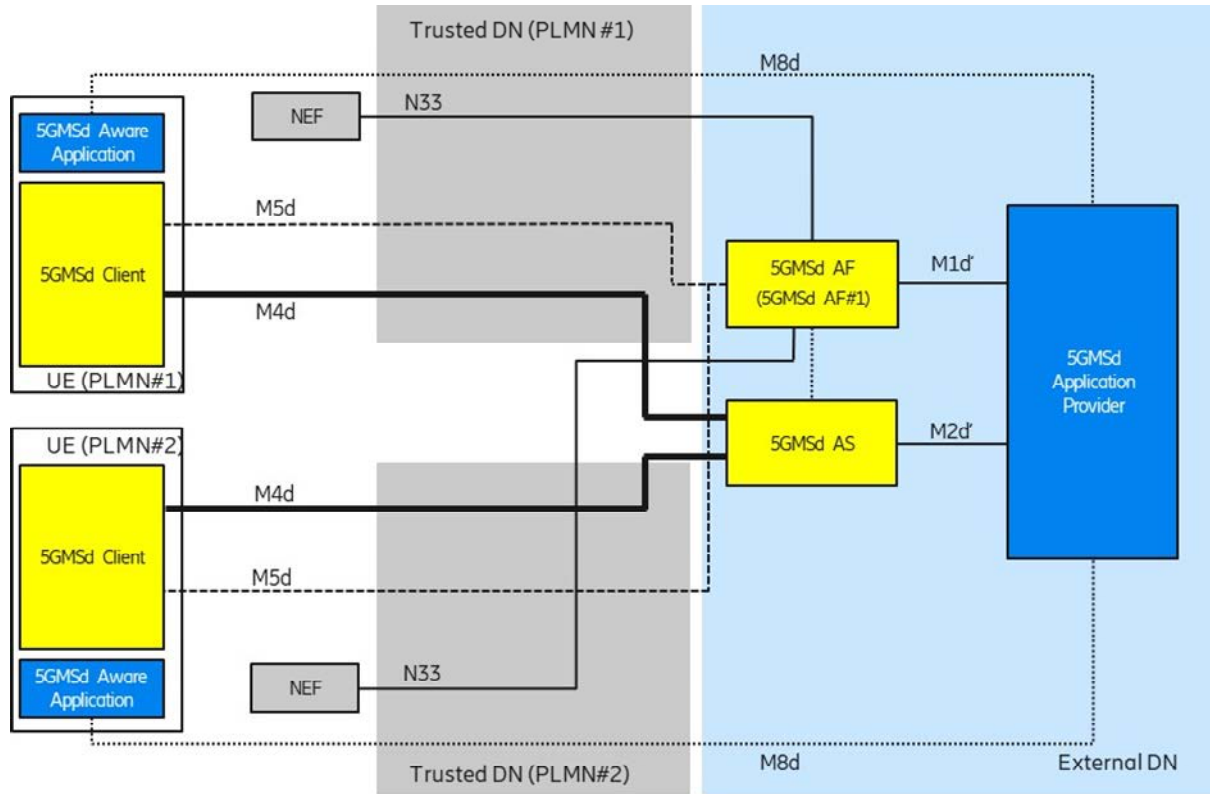 Trusted DN (PLMN #1)
M8d
N33
NEF
5GMSd Aware
Application
M5d
5GMSd Client
M4d
5GMSd AF
(5GMSd AF#1)
M1d'
UE (PLMN#1)
5GMSd
Application
Provider
UE (PLMN#2)
5GMSd AS
M2d'
M4d
5GMSd Client
M5d
5GMSd Aware
Application
NEF
N33
M8d
External DN
Trusted DN (PLMN#2)